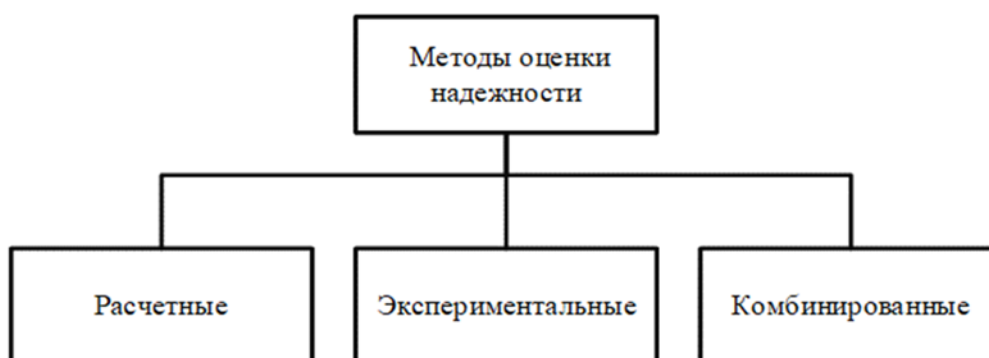 Методы оценки
надежности
Расчетные
Экспериментальные
Комбинированные